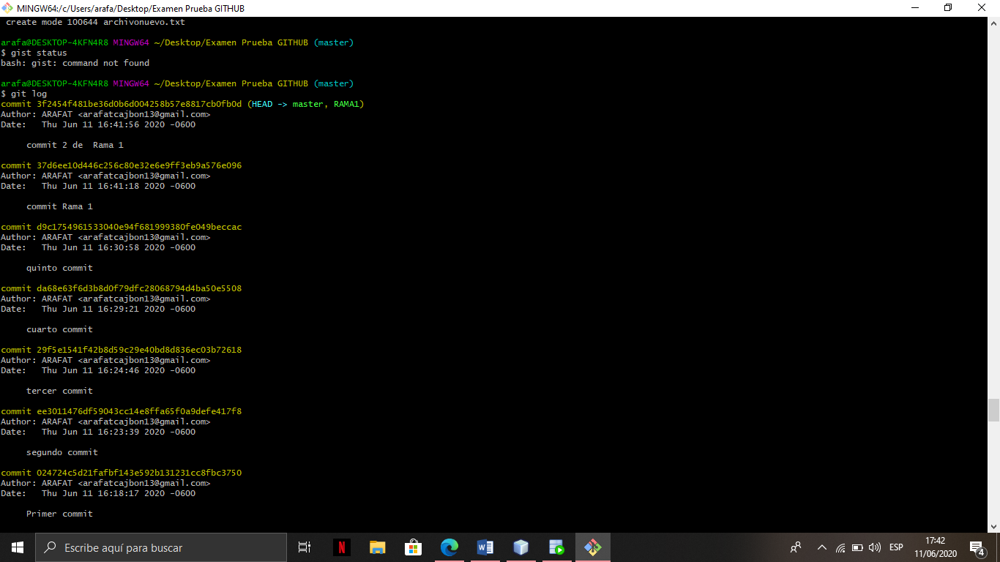 MINGW64:/c/Users/arafa/Desktop/Examen Prueba GITHUB
create mode 100644 archivonuevo.txt
arafa@DESKTOP-4KFN4R8 MINGW64 ~/Desktop/Examen Prueba GITHUB (master)
$ gist status
bash: gist: command not found
arafa@DESKTOP-4KFN4R8 MINGW64 ~/Desktop/Examen Prueba GITHUB (master)
$ git log
commit 3f2454f481be36d0b6d004258b57e8817cb0fb0d (HEAD -> master, RAMA1)
Author: ARAFAT <arafatcajbon13@gmail.com>
Date:   Thu Jun 11 16:41:56 2020 -0600
commit 2 de  Rama 1
commit 37d6ee10d446c256c80e32e6e9ff3eb9a576e096
Author: ARAFAT <arafatcajbon13@gmail.com>
Date:   Thu Jun 11 16:41:18 2020 -0600
commit Rama 1
commit d9c1754961533040e94f681999380fe049beccac
Author: ARAFAT <arafatcajbon13@gmail.com>
Date:   Thu Jun 11 16:30:58 2020 -0600
quinto commit
commit da68e63f6d3b8d0f79dfc28068794d4ba50e5508
Author: ARAFAT <arafatcajbon13@gmail.com>
Date:   Thu Jun 11 16:29:21 2020 -0600
cuarto commit
commit 29f5e1541f42b8d59c29e40bd8d836ec03b72618
Author: ARAFAT <arafatcajbon13@gmail.com>
Date:   Thu Jun 11 16:24:46 2020 -0600
tercer commit
commit ee3011476df59043cc14e8ffa65f0a9defe417f8
Author: ARAFAT <arafatcajbon13@gmail.com>
Date:   Thu Jun 11 16:23:39 2020 -0600
segundo commit
commit 024724c5d21fafbf143e592b131231cc8fbc3750
Author: ARAFAT <arafatcajbon13@gmail.com>
Date:   Thu Jun 11 16:18:17 2020 -0600
Primer commit
Escribe aquí para buscar
N
W
ESP
17:42
11/06/2020
4